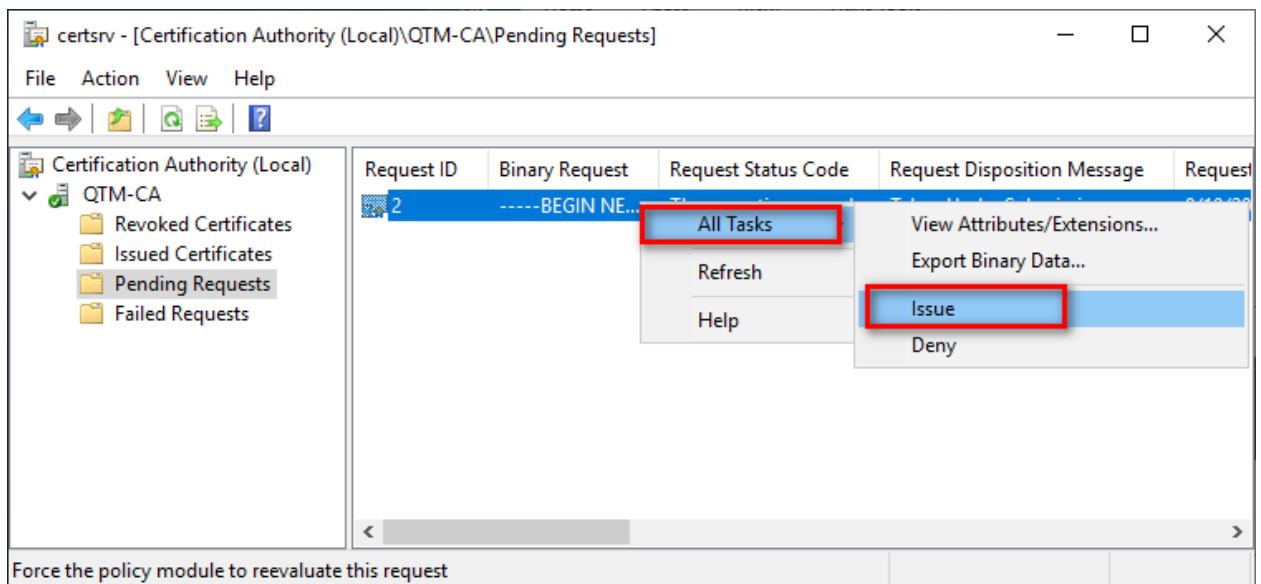 certsrv - [Certification Authority (Local)\QTM-CA\Pending Requests]
File Action View Help
Certification Authority (Local)
QTM-CA
Revoked Certificates
Issued Certificates
Pending Requests
Failed Requests
Request ID Binary Request Request Status Code Request Disposition Message Request
2 -----BEGIN NE...
All Tasks
Refresh
Help
View Attributes/Extensions...
Export Binary Data...
Issue
Deny
Force the policy module to reevaluate this request